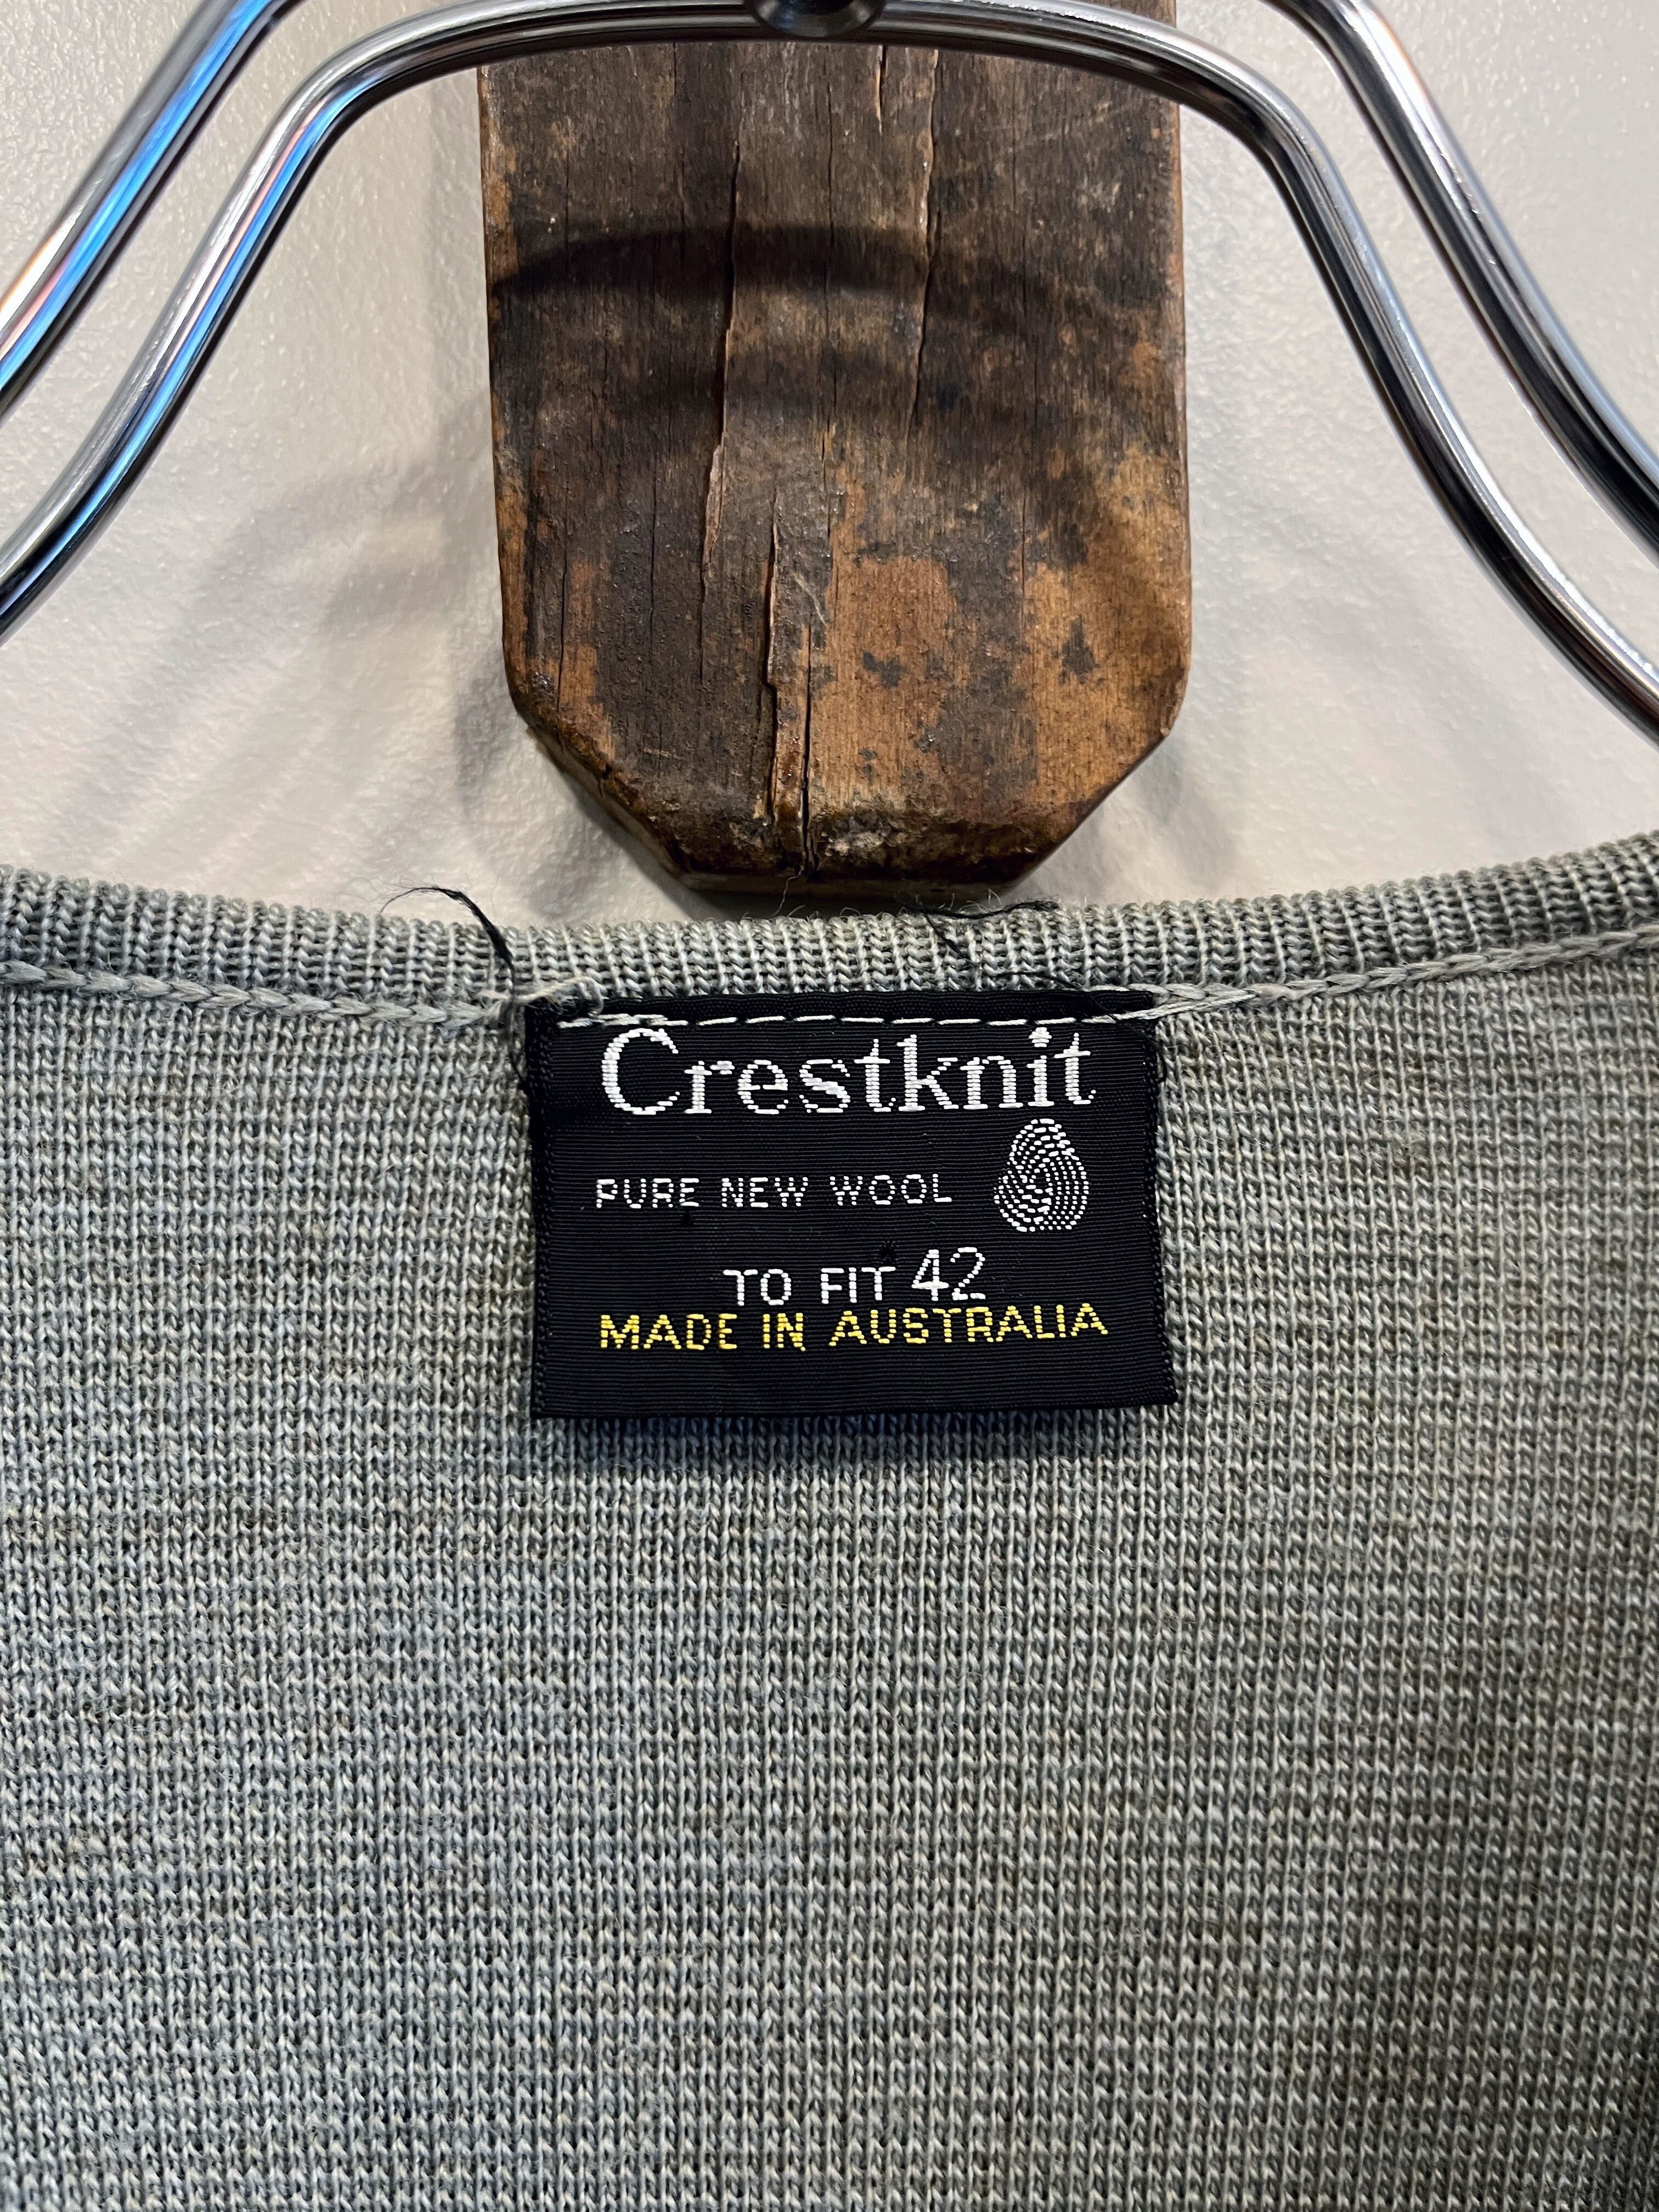 Crestknit
PURE NEW WOOL
TO FIT 42
MADE IN AUSTRALIA